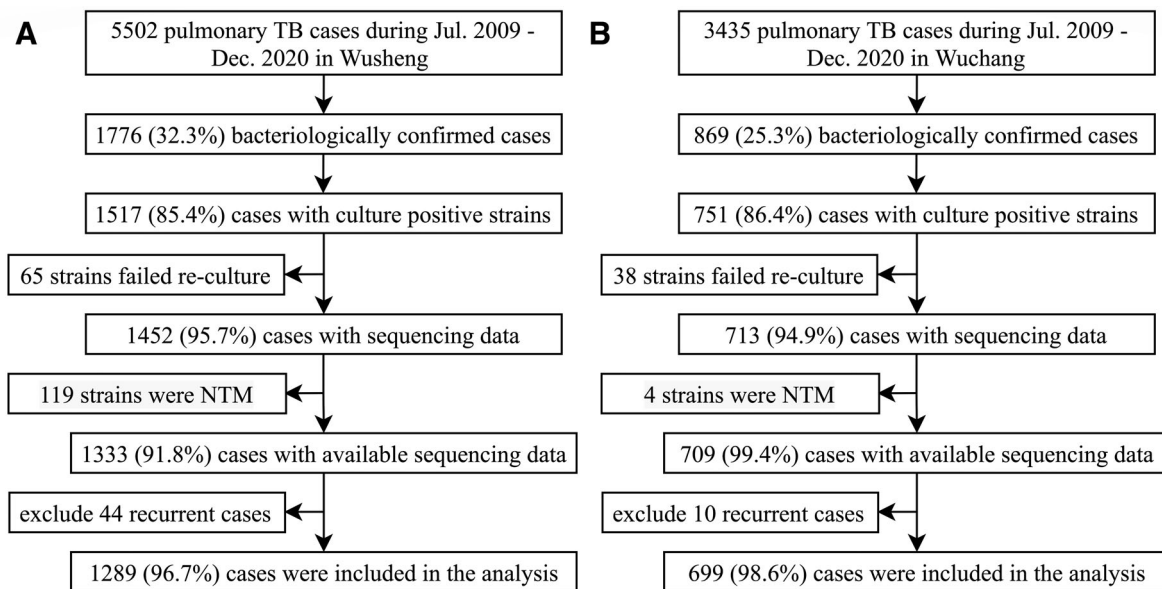 A
5502 pulmonary TB cases during Jul. 2009 -
Dec. 2020 in Wusheng
1776 (32.3%) bacteriologically confirmed cases
1517 (85.4%) cases with culture positive strains
65 strains failed re-culture
1452 (95.7%) cases with sequencing data
119 strains were NTM
1333 (91.8%) cases with available sequencing data
exclude 44 recurrent cases
1289 (96.7%) cases were included in the analysis
B
3435 pulmonary TB cases during Jul. 2009 -
Dec. 2020 in Wuchang
869 (25.3%) bacteriologically confirmed cases
751 (86.4%) cases with culture positive strains
38 strains failed re-culture
713 (94.9%) cases with sequencing data
4 strains were NTM
709 (99.4%) cases with available sequencing data
exclude 10 recurrent cases
699 (98.6%) cases were included in the analysis